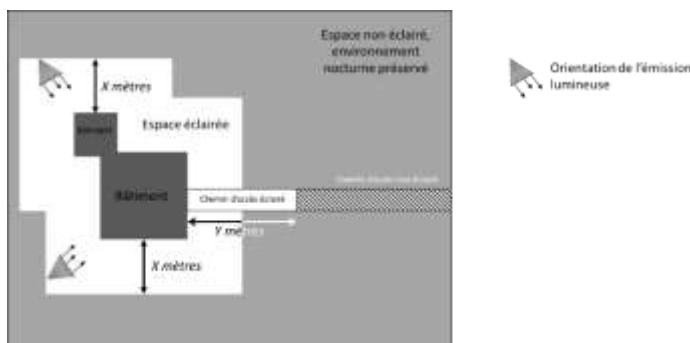 Espace non éclairé,
environnement
nocturne préservé
Orientation de l'émission
lumineuse
X mètres
Espace éclairée
Bâtiment
Bâtiment
Chemin d'accès éclairé
Y mètres
X mètres